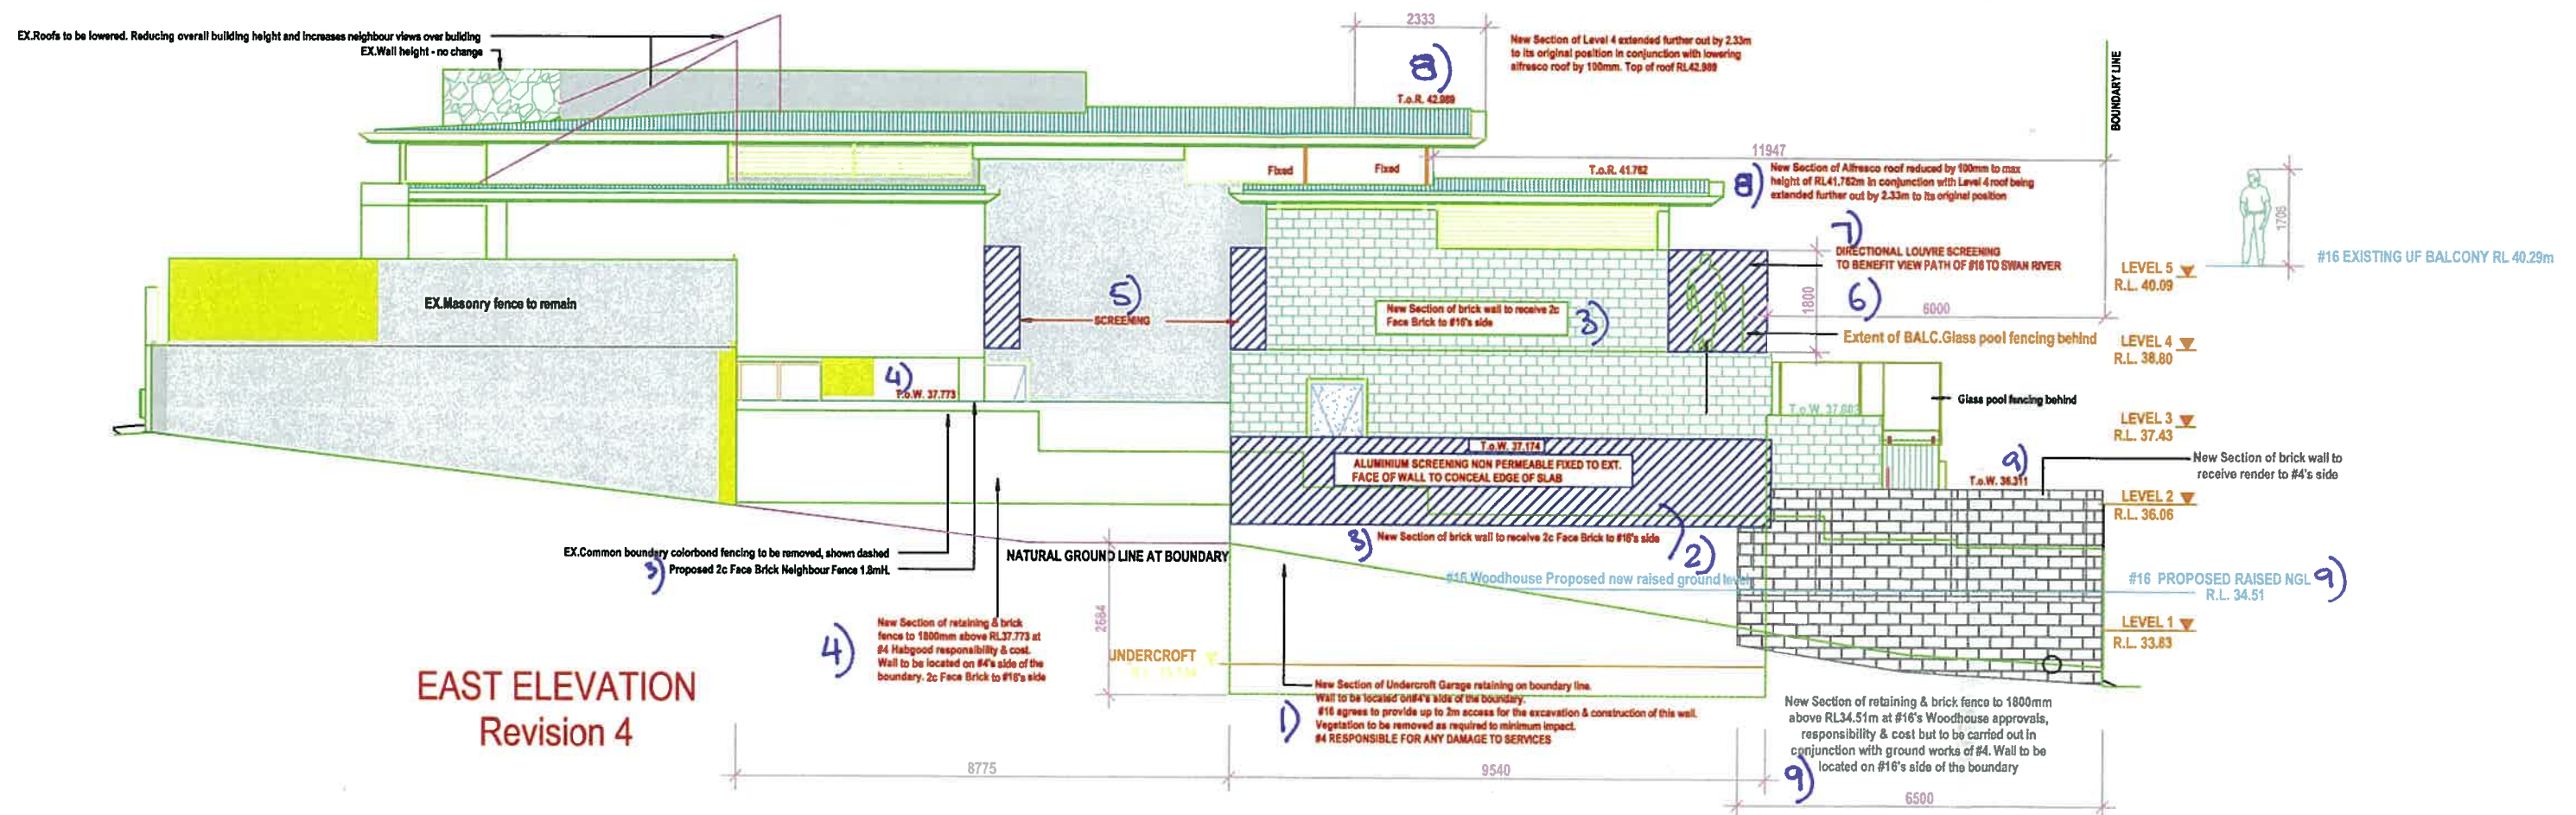 EX.Roofs to be lowered. Reducing overall building height and increases neighbour views over building
EX.Wall height - no change
2333
8)
New Section of Level 4 extended further out by 2.33m
to its original position in conjunction with lowering
alfresco roof by 100mm. Top of roof RL42.989
T.o.R. 42.989
BOUNDARY LINE
11947
Fixed
Fixed
T.o.R. 41.762
8)
New Section of Alfresco roof reduced by 100mm to max
height of RL41.762m in conjunction with Level 4 roof being
extended further out by 2.33m to its original position
1706
7)
DIRECTIONAL LOUVRE SCREENING
TO BENEFIT VIEW PATH OF #16 TO SWAN RIVER
#16 EXISTING UF BALCONY RL 40.29m
LEVEL 5
R.L. 40.09
EX.Masonry fence to remain
5)
SCREENING
New Section of brick wall to receive 2c
Face Brick to #16's side
3)
1800
6)
6000
Extent of BALC.Glass pool fencing behind
LEVEL 4
R.L. 38.80
4)
T.o.W. 37.773
Glass pool fencing behind
LEVEL 3
R.L. 37.43
T.o.W. 37.174
ALUMINIUM SCREENING NON PERMEABLE FIXED TO EXT.
FACE OF WALL TO CONCEAL EDGE OF SLAB
9)
T.o.W. 36.311
New Section of brick wall to
receive render to #4's side
LEVEL 2
R.L. 36.06
3)
New Section of brick wall to receive 2c Face Brick to #16's side
2)
EX.Common boundary colorbond fencing to be removed, shown dashed
3)
Proposed 2c Face Brick Neighbour Fence 1.8mH.
NATURAL GROUND LINE AT BOUNDARY
#16 Woodhouse Proposed new raised ground level
#16 PROPOSED RAISED NGL
R.L. 34.51
9)
2684
LEVEL 1
R.L. 33.63
4)
New Section of retaining & brick
fence to 1800mm above RL37.773 at
#4 Habgood responsibility & cost.
Wall to be located on #4's side of the
boundary. 2c Face Brick to #16's side
UNDERCROFT
EAST ELEVATION
Revision 4
1)
New Section of Undercroft Garage retaining on boundary line.
Wall to be located on#4's side of the boundary.
#16 agrees to provide up to 2m access for the excavation & construction of this wall.
Vegetation to be removed as required to minimum impact.
#4 RESPONSIBLE FOR ANY DAMAGE TO SERVICES
New Section of retaining & brick fence to 1800mm
above RL34.51m at #16's Woodhouse approvals,
responsibility & cost but to be carried out in
conjunction with ground works of #4. Wall to be
located on #16's side of the boundary
9)
8775
9540
6500